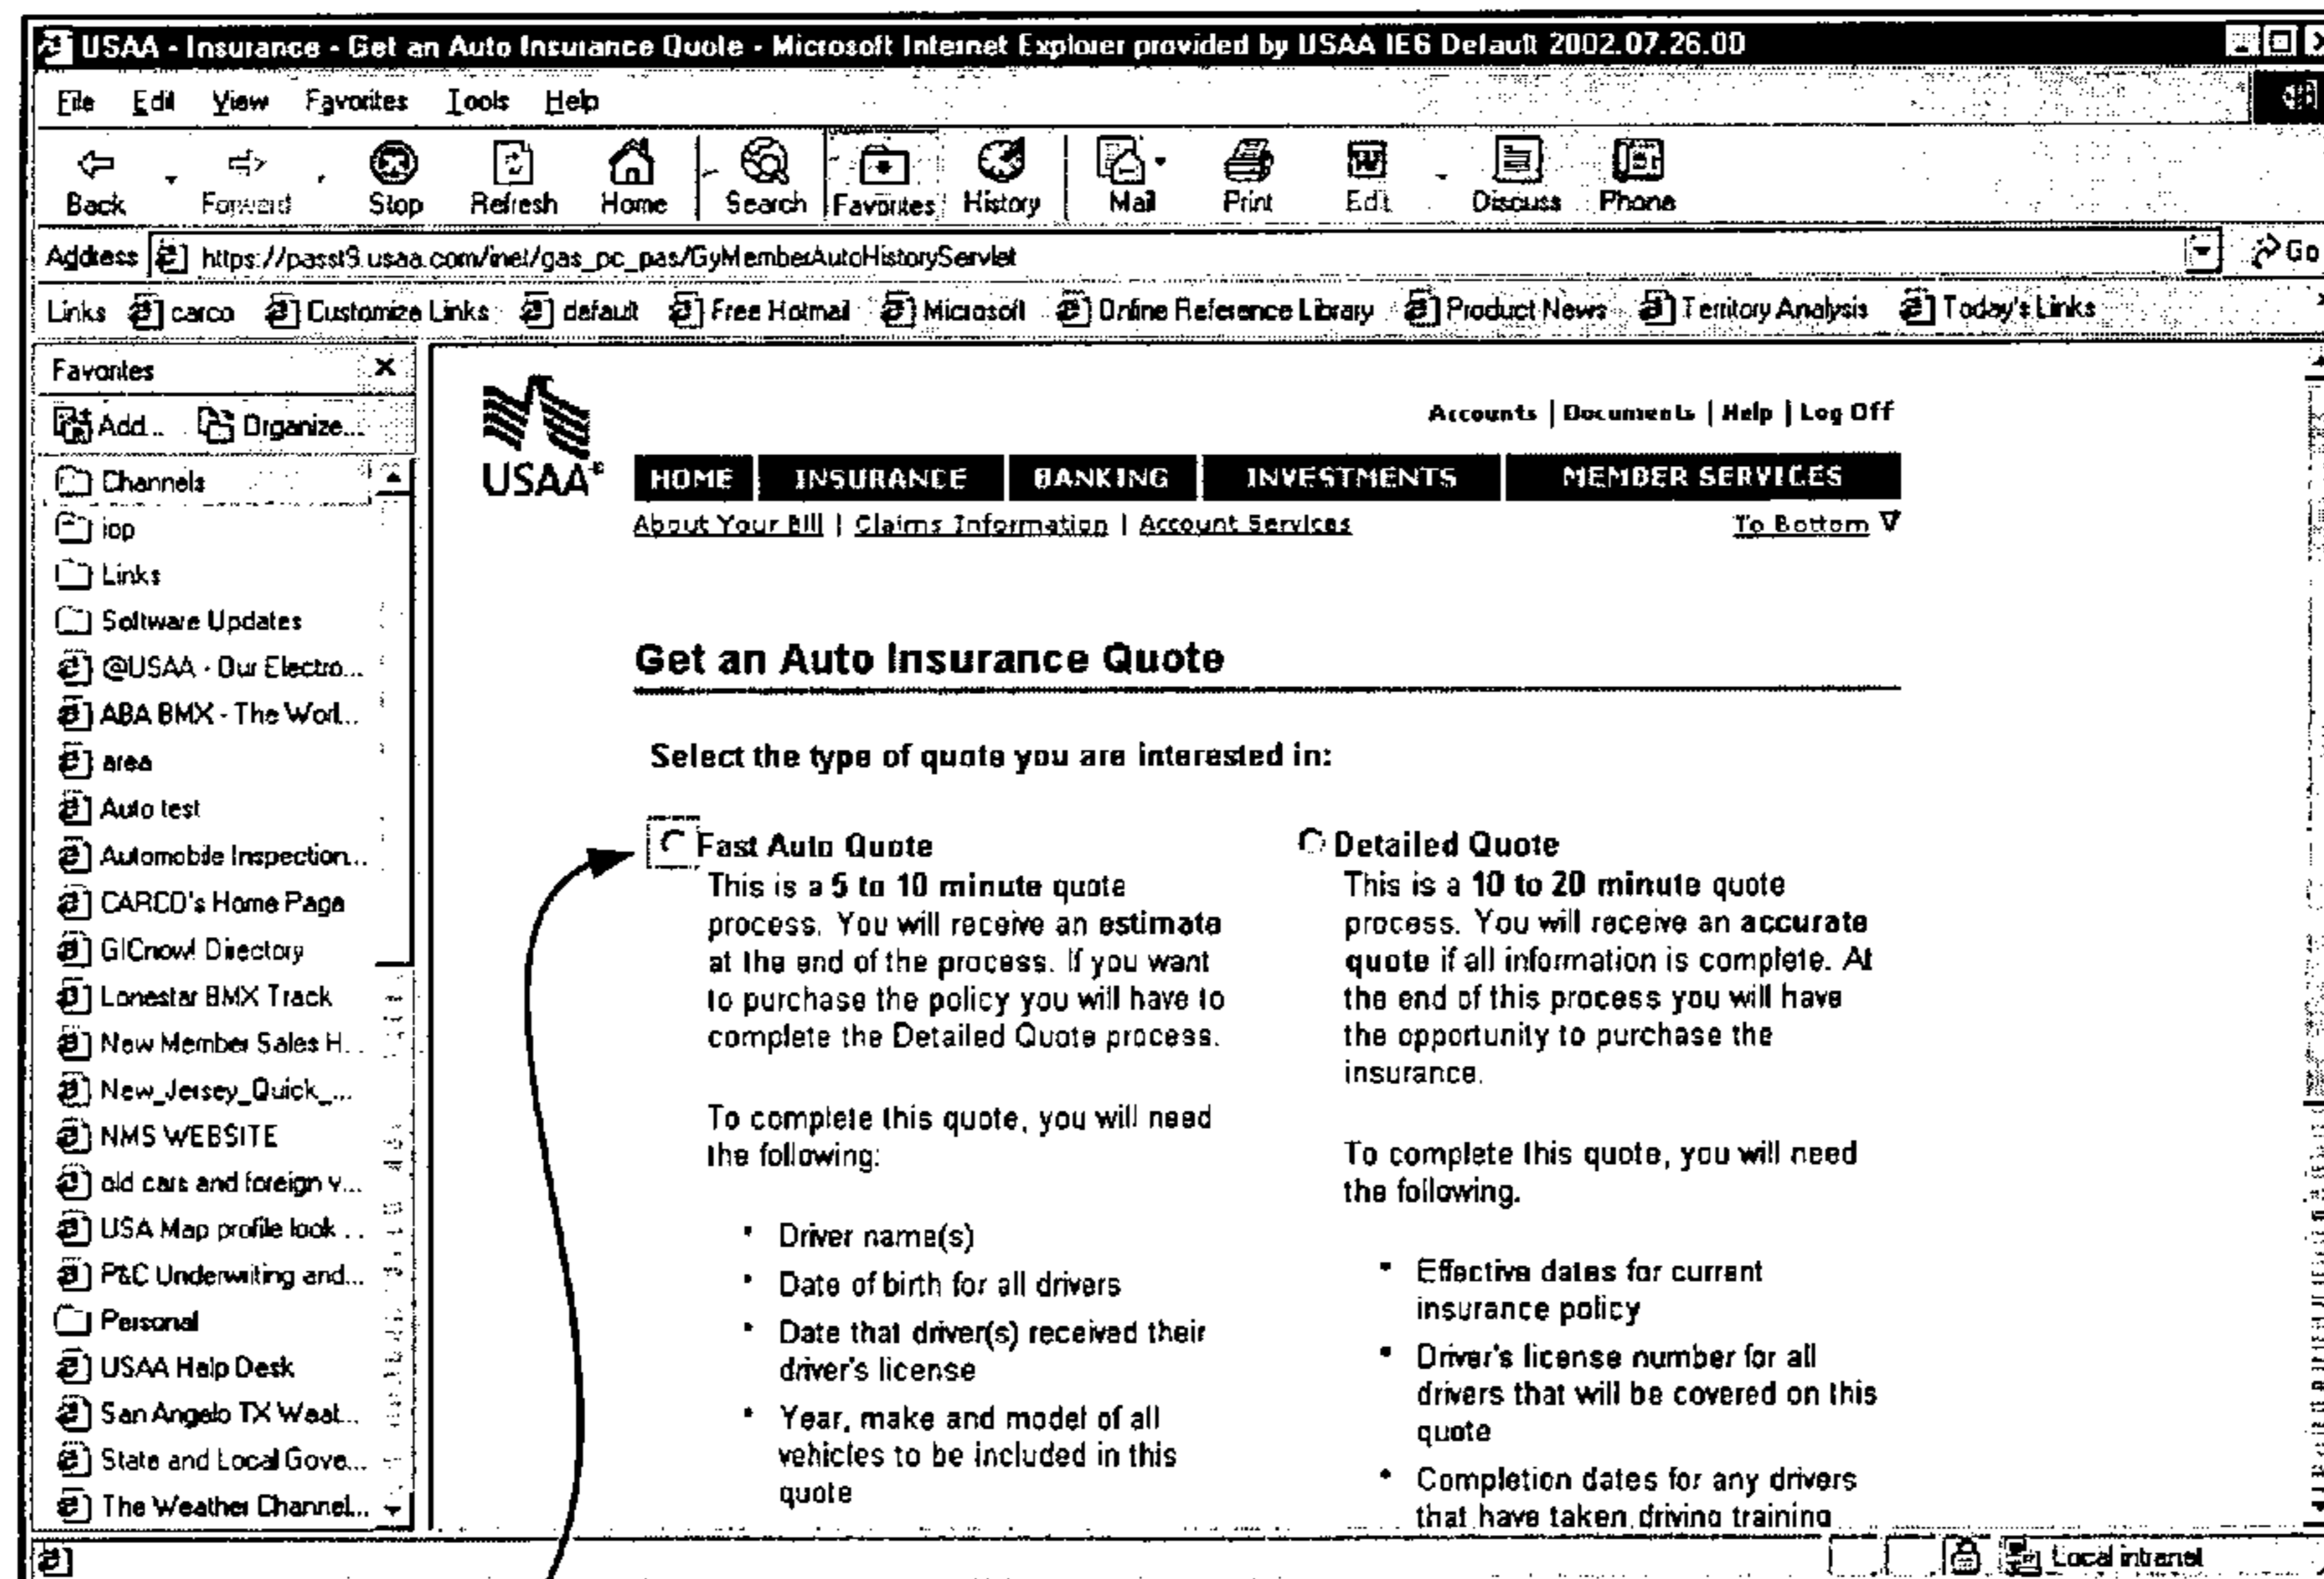 USAA - Insurance - Get an Auto Insurance Quote - Microsoft Internet Explorer provided by USAA IE6 Default 2002.07.26.00
File Edit View Favorites Tools Help
Back Forward Stop Refresh Home Search Favorites History Mail Print Edit Discuss Phone
Address https://passt3.usaa.com/inet/gas_pc_pas/GyMemberAutoHistoryServlet Go
Links carco Customize Links default Free Hotmail Microsoft Online Reference Library Product News Territory Analysis Today's Links
Favorites
Add... Organize...
Channels
iop
Links
Software Updates
@USAA - Our Electro...
ABA BMX - The Worl...
area
Auto test
Automobile Inspection...
CARCO's Home Page
GICnow! Directory
Lonestar BMX Track
New Member Sales H...
New_Jersey_Quick_...
NMS WEBSITE
old cars and foreign v...
USA Map profile look ...
P&C Underwriting and...
Personal
USAA Help Desk
San Angelo TX Weat...
State and Local Gove...
The Weather Channel...
USAA®
Accounts | Documents | Help | Log Off
HOME INSURANCE BANKING INVESTMENTS MEMBER SERVICES
About Your Bill | Claims Information | Account Services To Bottom
Get an Auto Insurance Quote
Select the type of quote you are interested in:
Fast Auto Quote
This is a 5 to 10 minute quote
process. You will receive an estimate
at the end of the process. If you want
to purchase the policy you will have to
complete the Detailed Quote process.
To complete this quote, you will need
the following:
• Driver name(s)
• Date of birth for all drivers
• Date that driver(s) received their
driver's license
• Year, make and model of all
vehicles to be included in this
quote
Detailed Quote
This is a 10 to 20 minute quote
process. You will receive an accurate
quote if all information is complete. At
the end of this process you will have
the opportunity to purchase the
insurance.
To complete this quote, you will need
the following.
• Effective dates for current
insurance policy
• Driver's license number for all
drivers that will be covered on this
quote
• Completion dates for any drivers
that have taken driving training
Local intranet